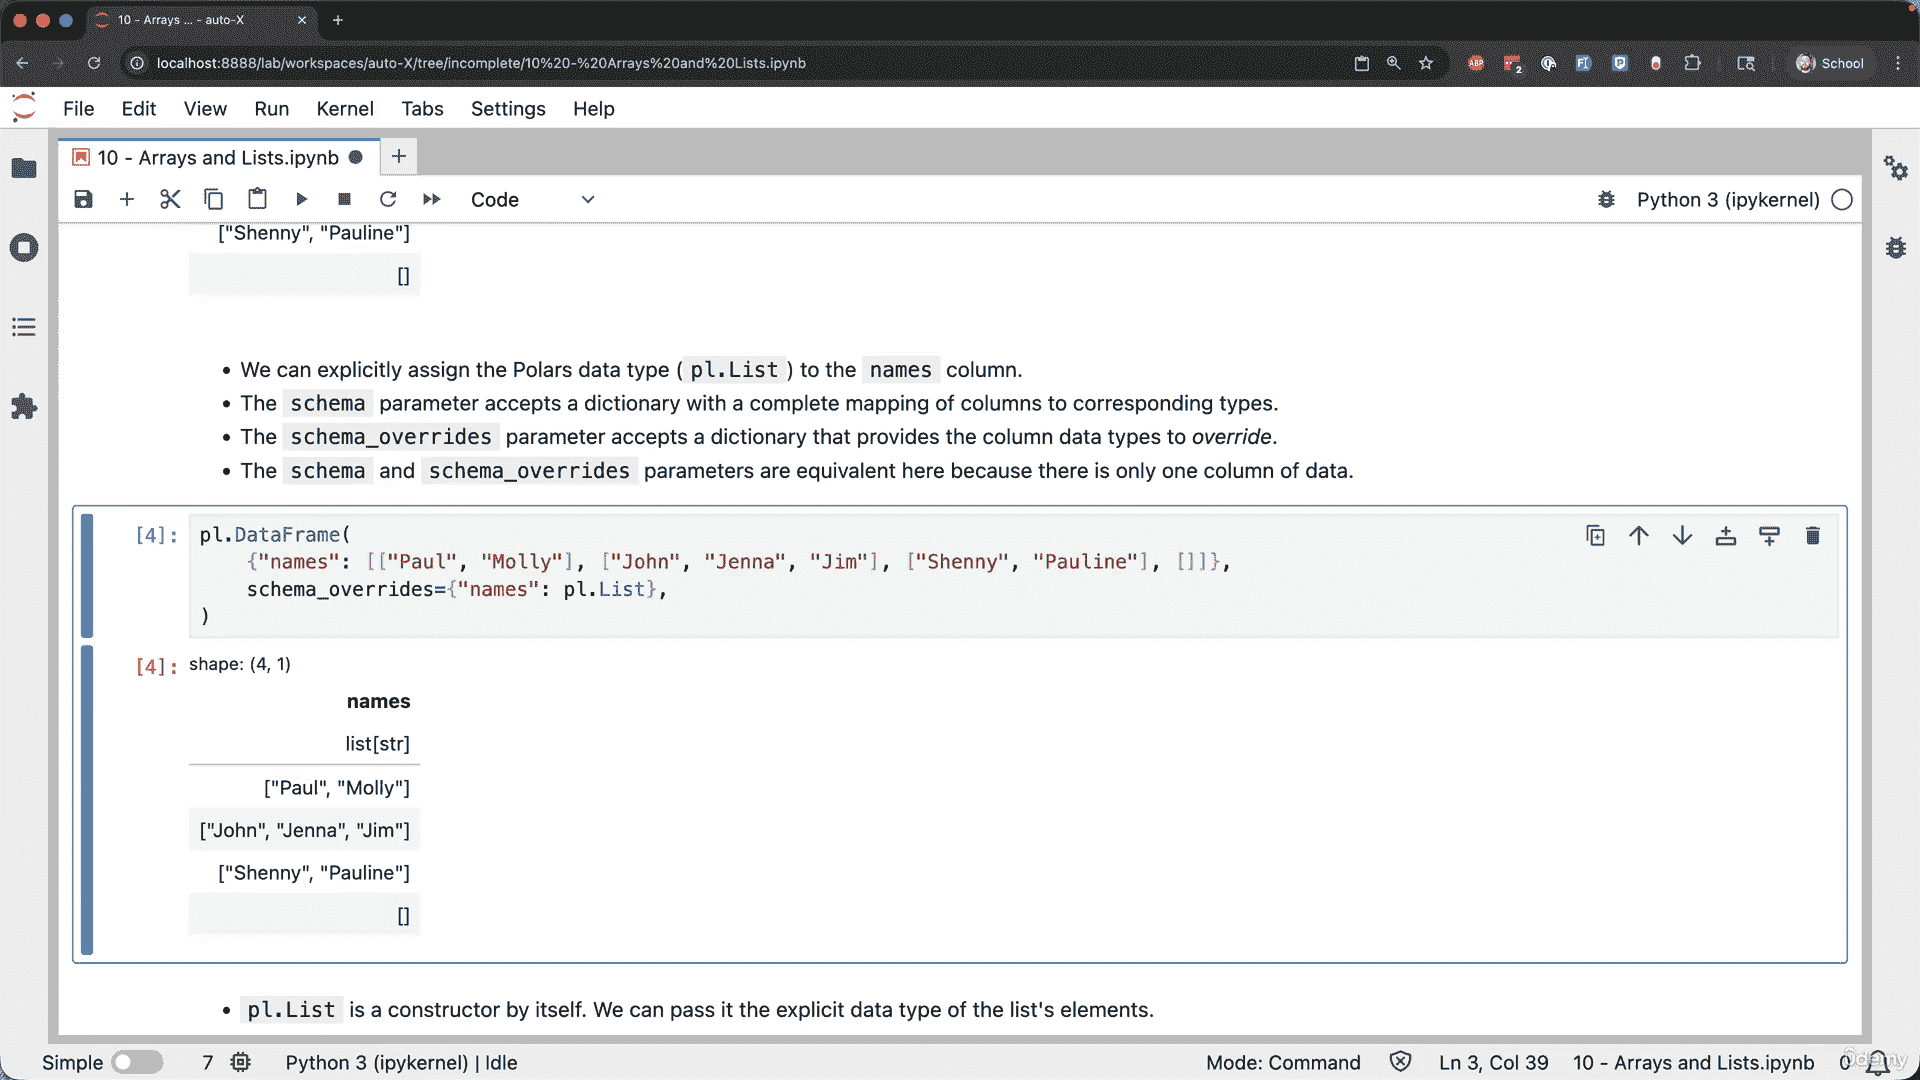 10 - Arrays ... - auto-X
localhost:8888/lab/workspaces/auto-X/tree/incomplete/10%20-%20Arrays%20and%20Lists.ipynb
ABP
2
School
File Edit View Run Kernel Tabs Settings Help
10 - Arrays and Lists.ipynb
Code
Python 3 (ipykernel)
["Shenny", "Pauline"]
[]
• We can explicitly assign the Polars data type ( pl.List ) to the names column.
• The schema parameter accepts a dictionary with a complete mapping of columns to corresponding types.
• The schema_overrides parameter accepts a dictionary that provides the column data types to override.
• The schema and schema_overrides parameters are equivalent here because there is only one column of data.
[4]: pl.DataFrame(
{"names": [["Paul", "Molly"], ["John", "Jenna", "Jim"], ["Shenny", "Pauline"], []]},
schema_overrides={"names": pl.List},
)
[4]: shape: (4, 1)
names
list[str]
["Paul", "Molly"]
["John", "Jenna", "Jim"]
["Shenny", "Pauline"]
[]
• pl.List is a constructor by itself. We can pass it the explicit data type of the list's elements.
Simple 7 Python 3 (ipykernel) | Idle Mode: Command Ln 3, Col 39 10 - Arrays and Lists.ipynb 0
udemy